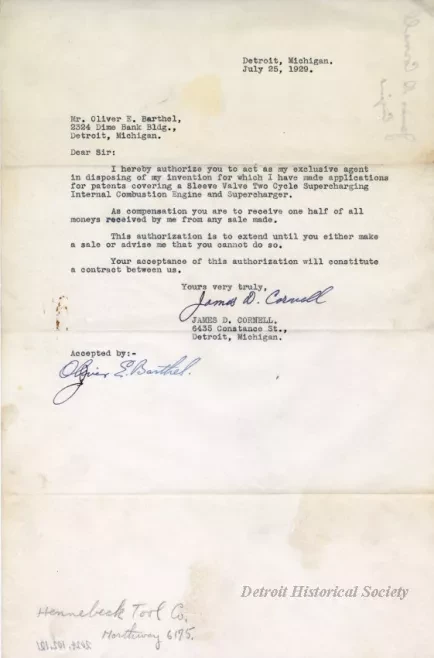 Detroit, Michigan.
July 25, 1929.
Mr. Oliver E. Barthel,
2324 Dime Bank Bldg.,
Detroit, Michigan.
Dear Sir:
I hereby authorize you to act as my exclusive agent
in disposing of my invention for which I have made applications
for patents covering a Sleeve Valve Two Cycle Supercharging
Internal Combustion Engine and Supercharger.
As compensation you are to receive one half of all
moneys received by me from any sale made.
This authorization is to extend until you either make
a sale or advise me that you cannot do so.
Your acceptance of this authorization will constitute
a contract between us.
Yours very truly,
James D. Cornell
JAMES D. CORNELL,
6435 Constance St.,
Detroit, Michigan.
Accepted by:-
Oliver E. Barthel.
Detroit Historical Society
Hennebeck Tool Co.
Northway 6195.